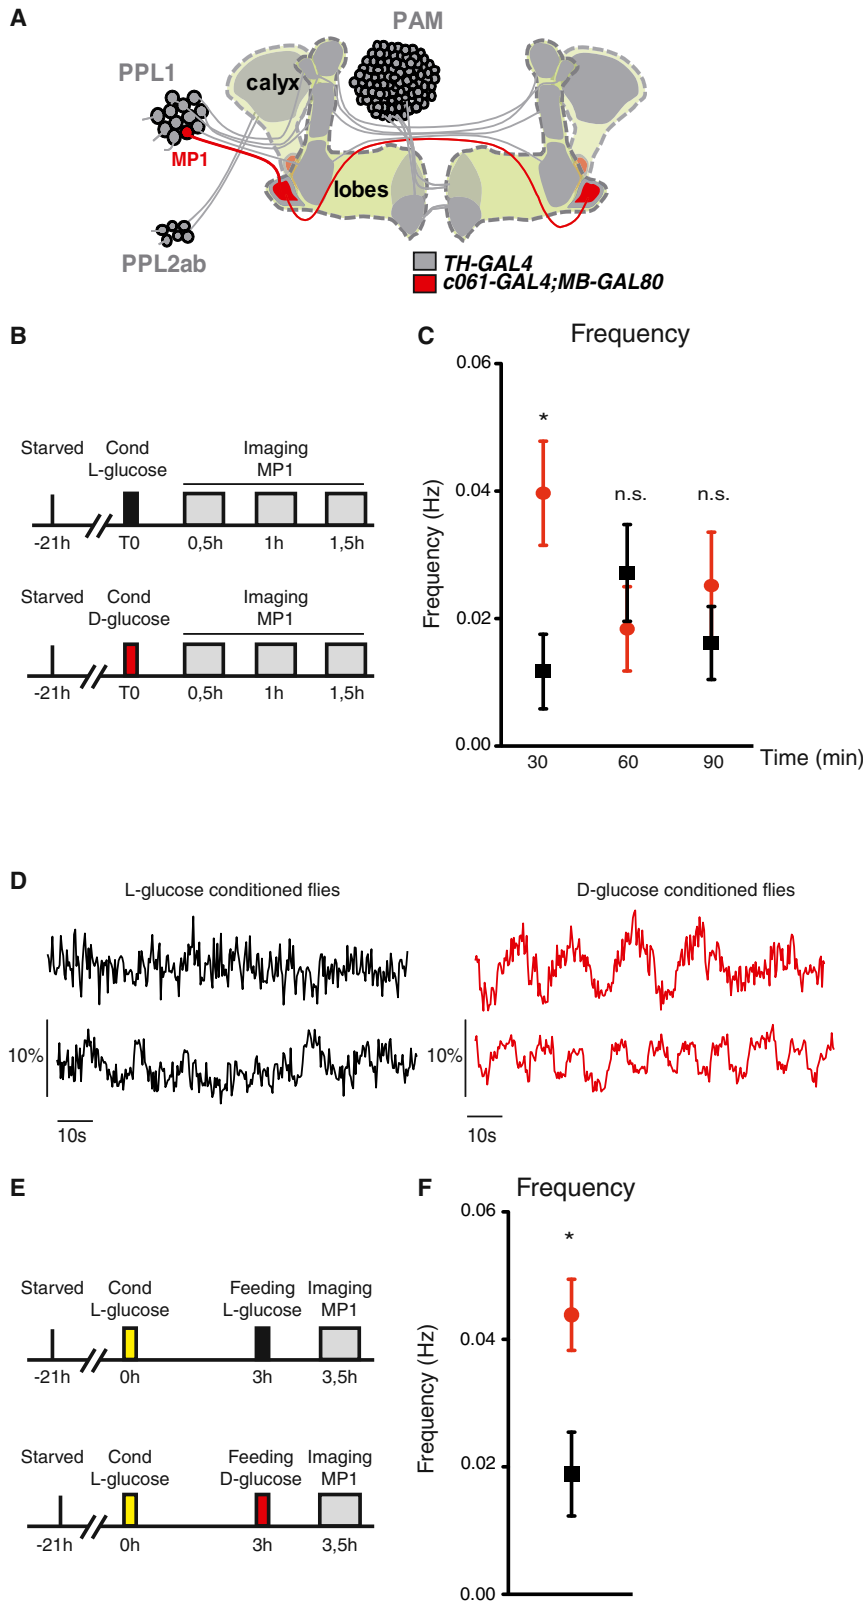 A
PAM
PPL1
calyx
MP1
lobes
PPL2ab
TH-GAL4
c061-GAL4;MB-GAL80
B
Starved Cond Imaging
L-glucose MP1
-21h T0 0,5h 1h 1,5h
Starved Cond Imaging
D-glucose MP1
-21h T0 0,5h 1h 1,5h
C
Frequency
0.06
*
n.s. n.s.
0.04
Frequency (Hz)
0.02
0.00
30 60 90
Time (min)
D
L-glucose conditioned flies
D-glucose conditioned flies
10%
10%
10s
10s
E
Starved Cond Feeding Imaging
L-glucose L-glucose MP1
-21h 0h 3h 3,5h
Starved Cond Feeding Imaging
L-glucose D-glucose MP1
-21h 0h 3h 3,5h
F
Frequency
0.06
*
0.04
Frequency (Hz)
0.02
0.00